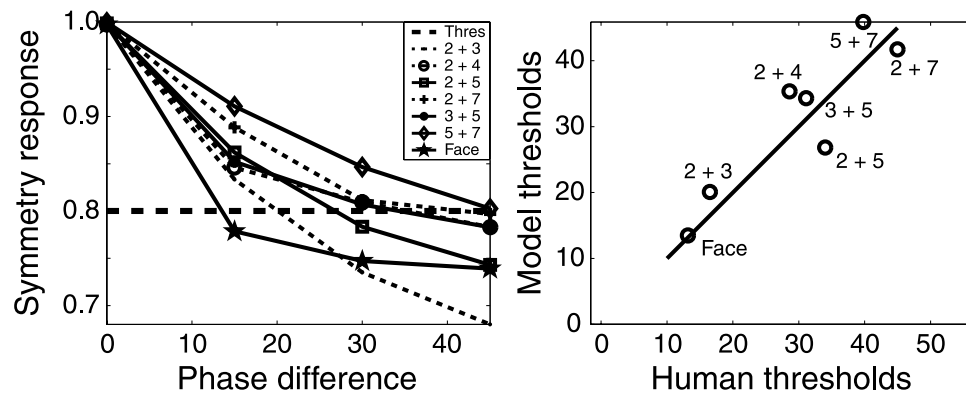 Symmetry response
1.0
0.9
0.8
0.7
0
10
20
30
40
Phase difference
Thres
2 + 3
2 + 4
2 + 5
2 + 7
3 + 5
5 + 7
Face
Model thresholds
40
30
20
10
0
0
10
20
30
40
50
Human thresholds
5 + 7
2 + 7
2 + 4
3 + 5
2 + 5
2 + 3
Face